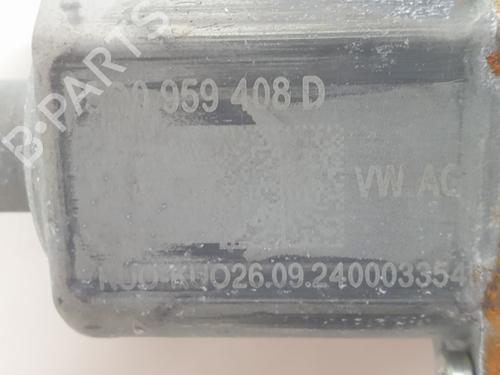 B-PARTS
959 408 D
VW AG
KUO-KUO26.09.240003354